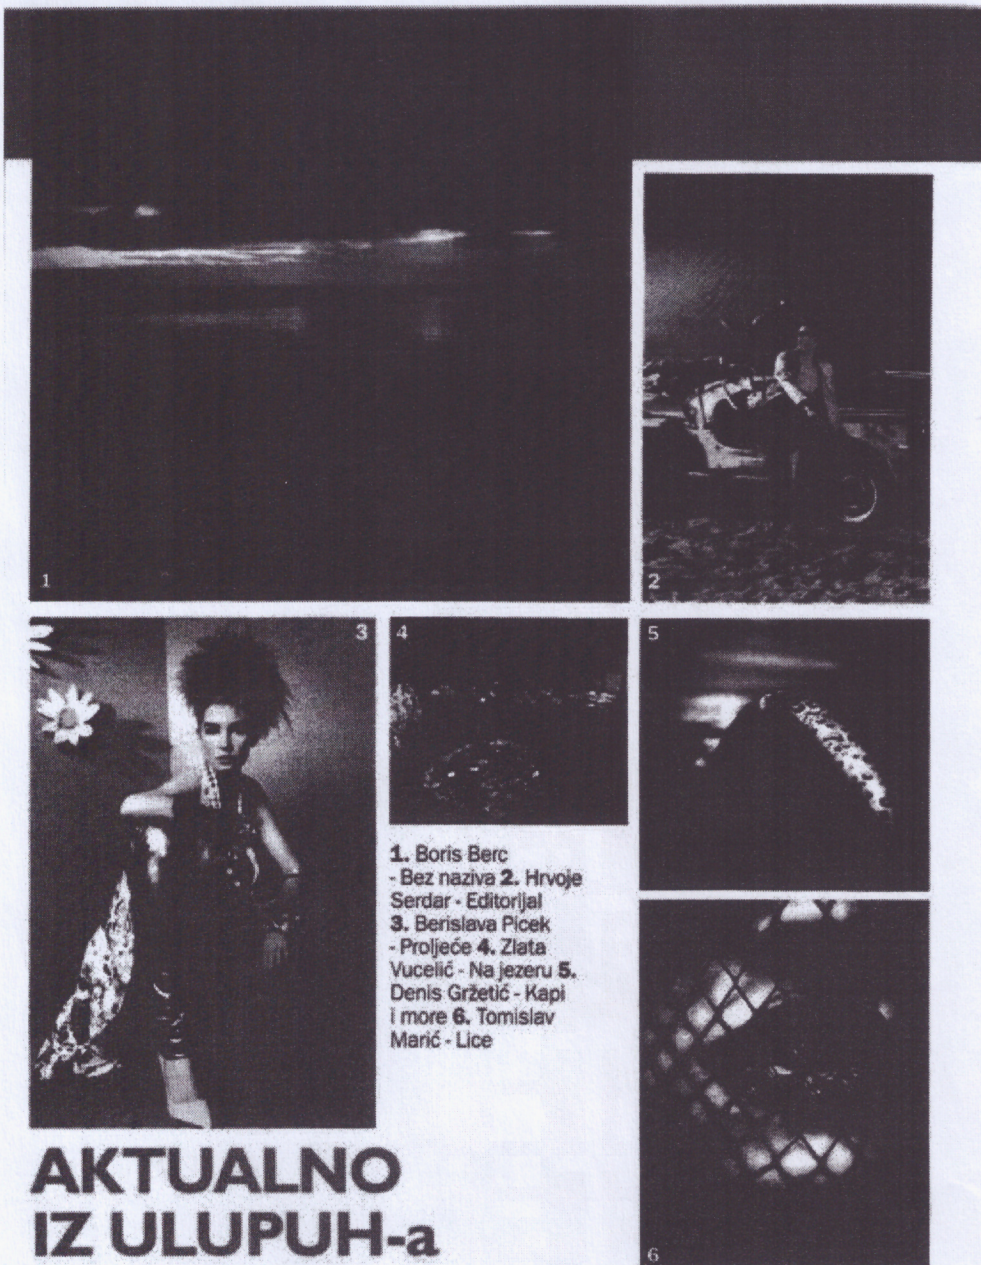 1
2
3
4
5
1. Boris Berc
- Bez naziva 2. Hrvoje
Serdar - Editorijal
3. Berislava Picek
- Proljeće 4. Zlata
Vucelić - Na jezeru 5.
Denis Gržetić - Kapi
i more 6. Tomislav
Marić - Lice
AKTUALNO
IZ ULUPUH-a
6